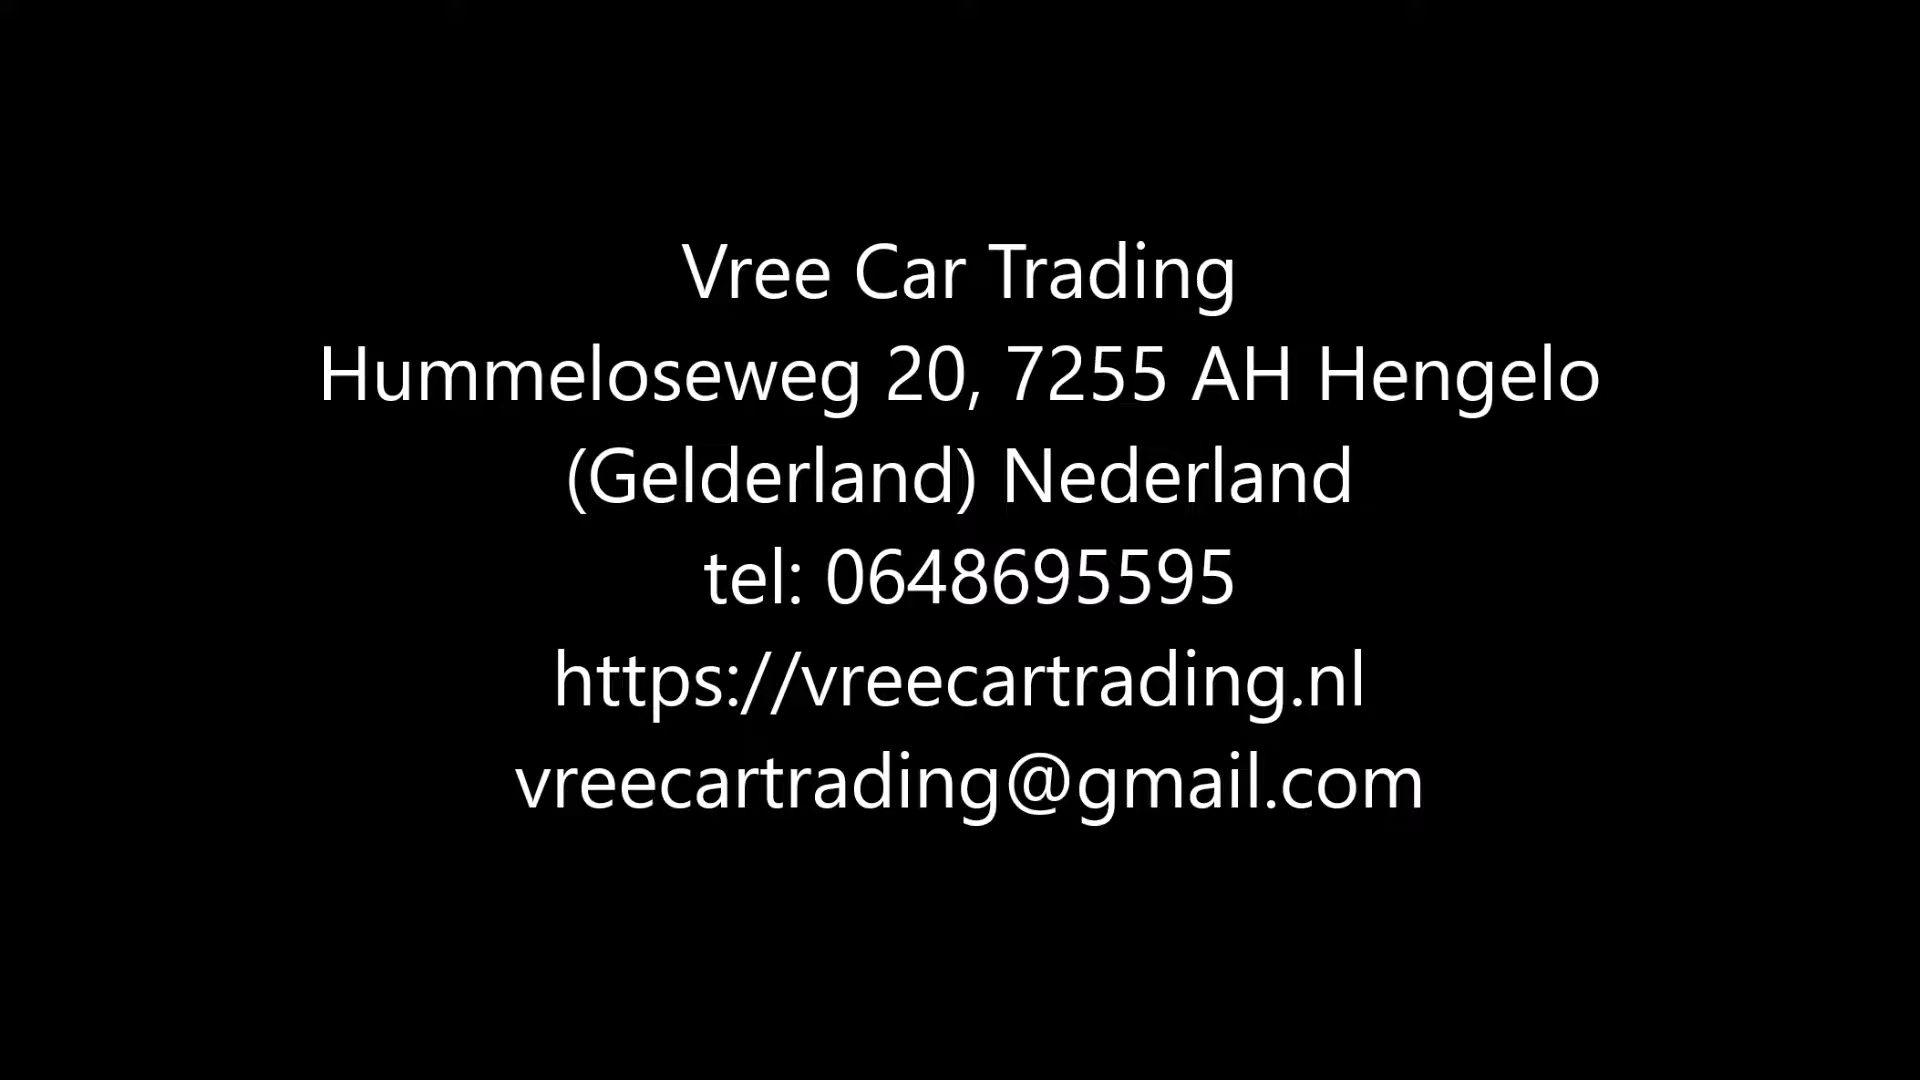 Vree Car Trading
Hummeloseweg 20, 7255 AH Hengelo
(Gelderland) Nederland
tel: 0648695595
https://vreecartrading.nl
vreecartrading@gmail.com